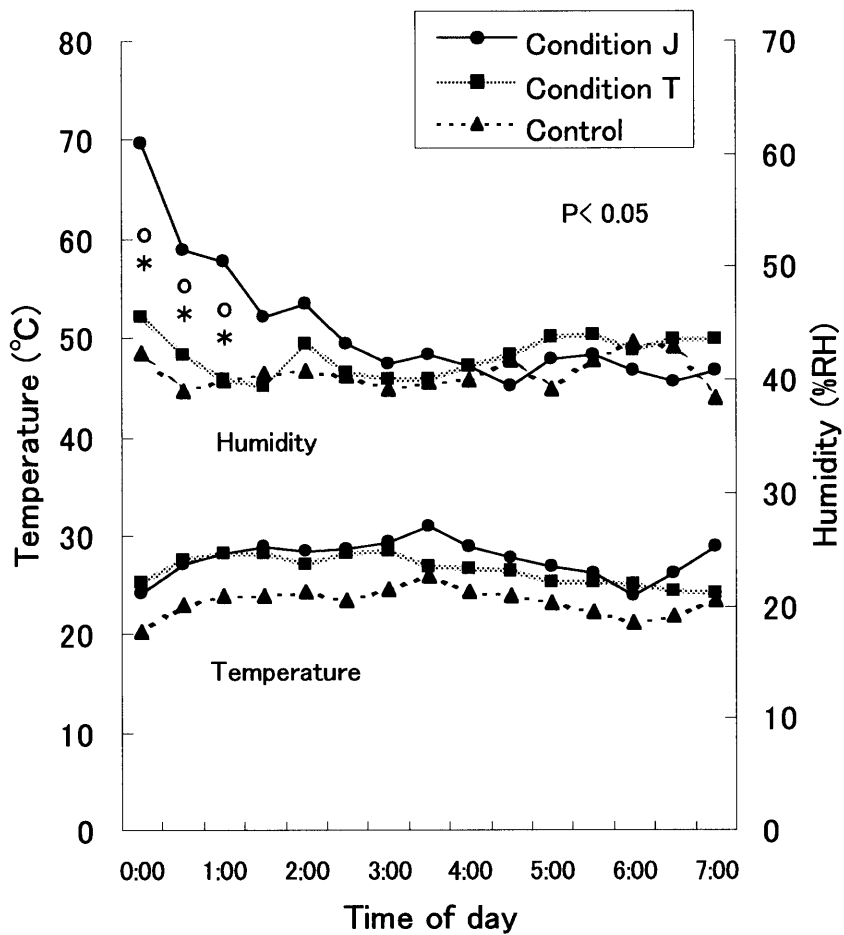 Condition J
Condition T
Control
P< 0.05
80
70
60
50
40
30
20
10
0
Temperature (℃)
70
60
50
40
30
20
10
0
Humidity (%RH)
o
*
o
*
o
*
Humidity
Temperature
0:00 1:00 2:00 3:00 4:00 5:00 6:00 7:00
Time of day